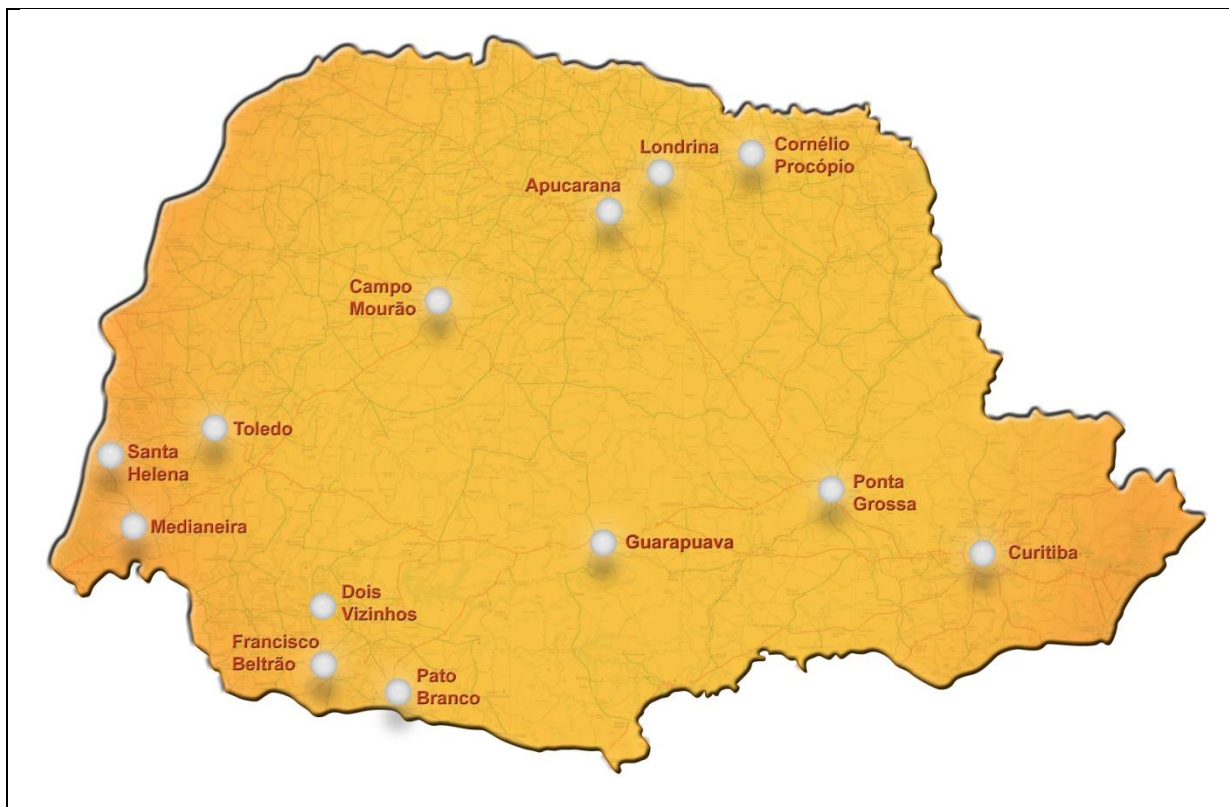 Londrina
Cornélio
Procópio
Apucarana
Campo
Mourão
Toledo
Santa
Helena
Medianeira
Ponta
Grossa
Guarapuava
Curitiba
Dois
Vizinhos
Francisco
Beltrão
Pato
Branco